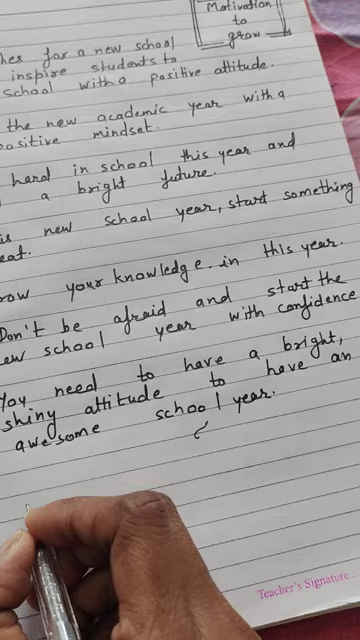 Motivation
to
grow
hes for a new school
inspire students to
school with a positive attitude.
the new academic year with a
ositive mindset.
hard in school this year and
a bright future.
is new school year, start something
eat.
row your knowledge in this year.
Don't be afraid and start the
ew school year with confidence
You need to have a bright,
shiny attitude to have an
awesome school year.
Teacher's Signature :